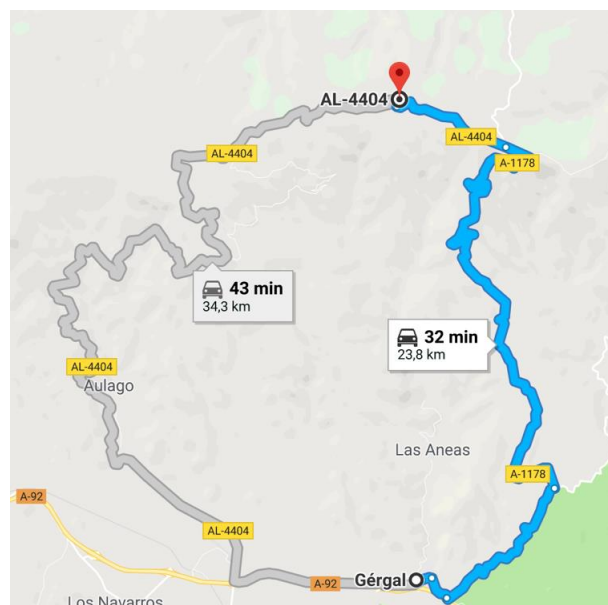 AL-4404
AL-4404
A-1178
AL-4404
43 min
34,3 km
32 min
23,8 km
AL-4404
Aulago
Las Aneas
A-1178
A-92
AL-4404
Gérgal
A-92
Los Navarros